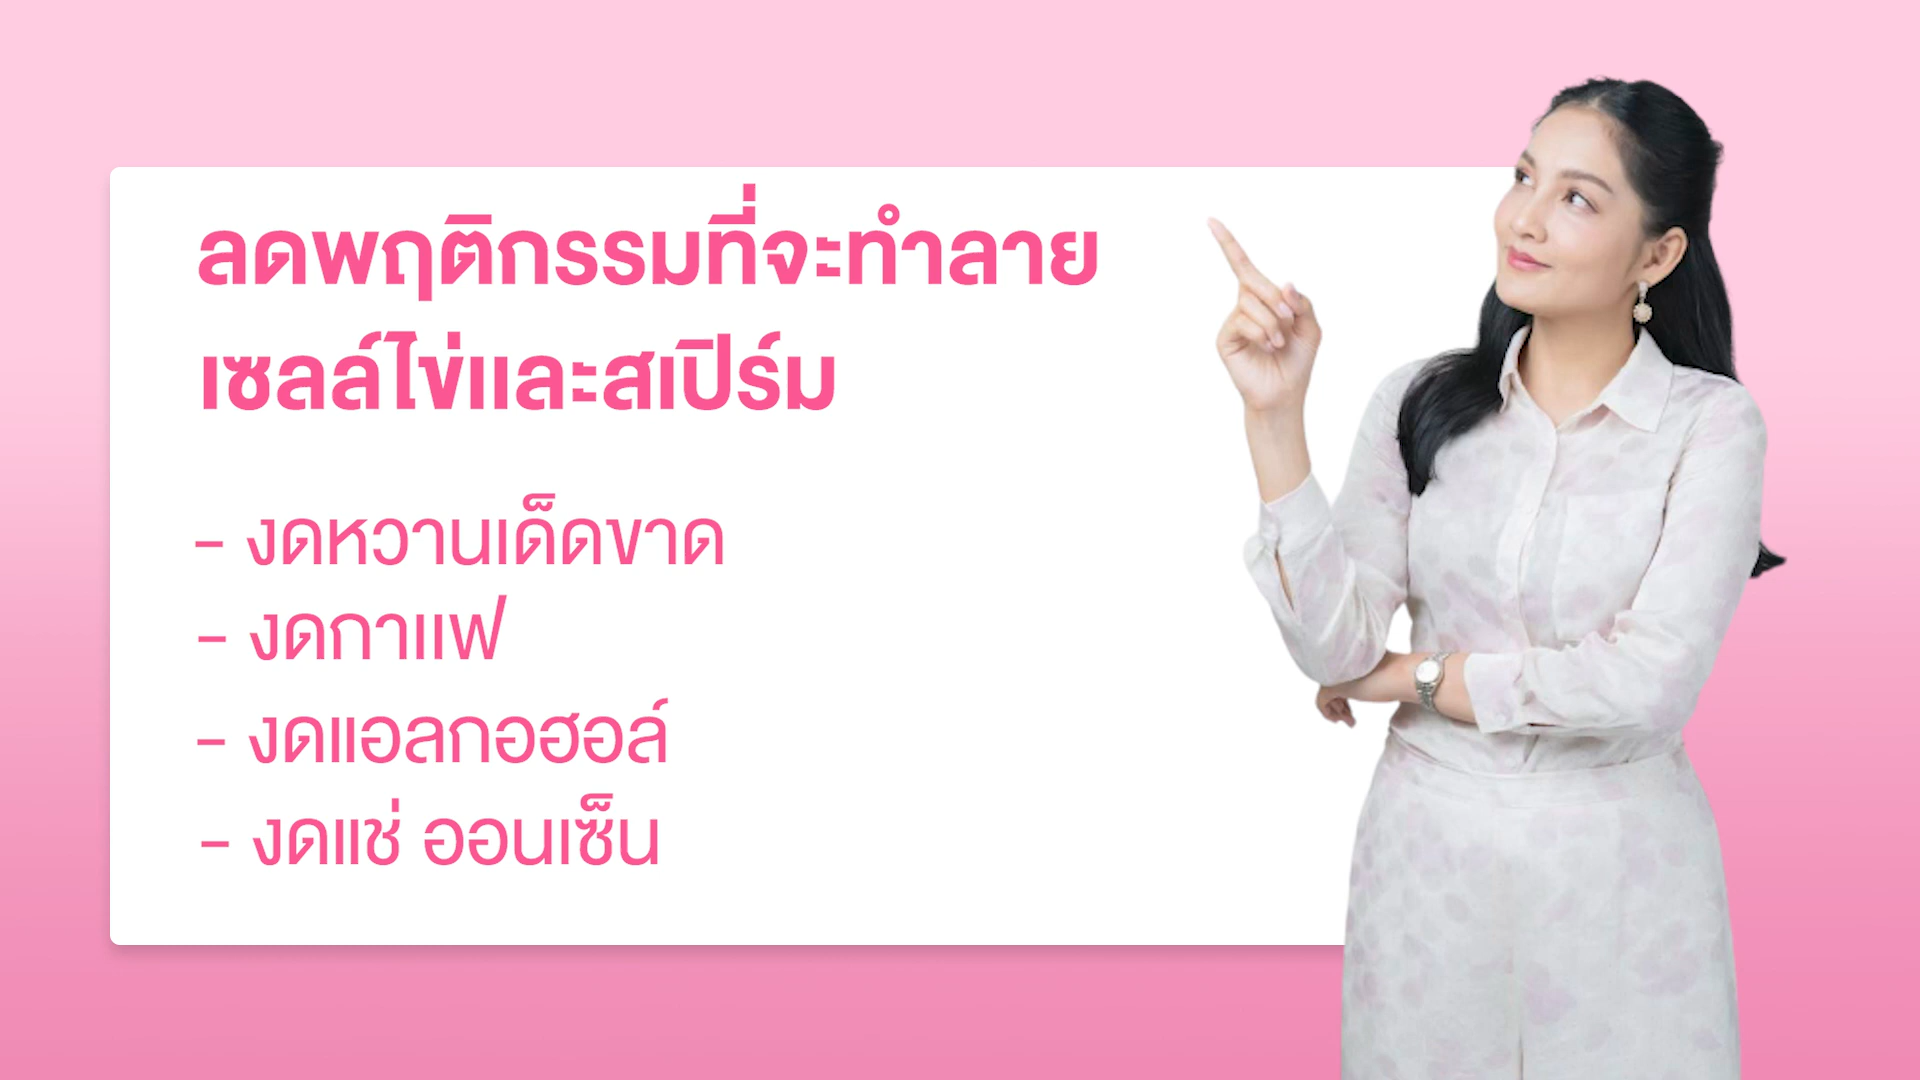 ลดพฤติกรรมที่จะทำลาย
เซลล์ไข่และสเปิร์ม
- งดหวานเด็ดขาด
- งดกาแฟ
- งดแอลกอฮอล์
- งดแช่ ออนเซ็น